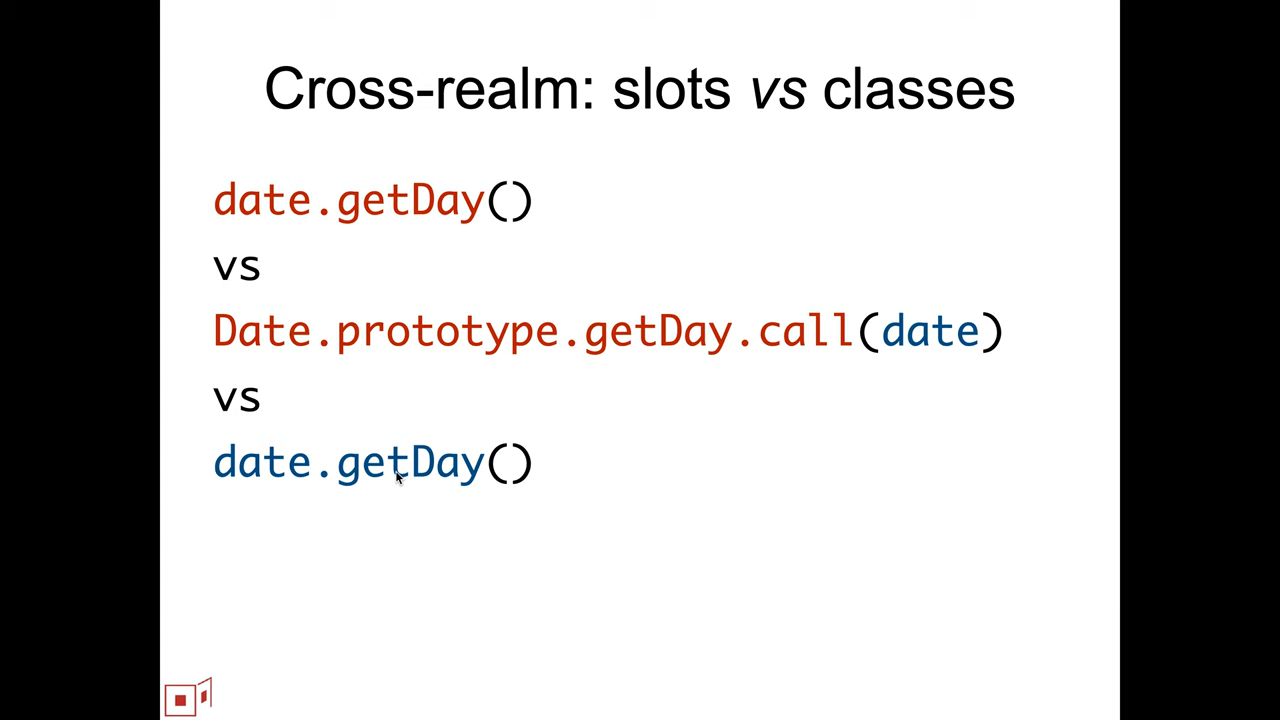 Cross-realm: slots vs classes
date.getDay()
vs
Date.prototype.getDay.call(date)
vs
date.getDay()